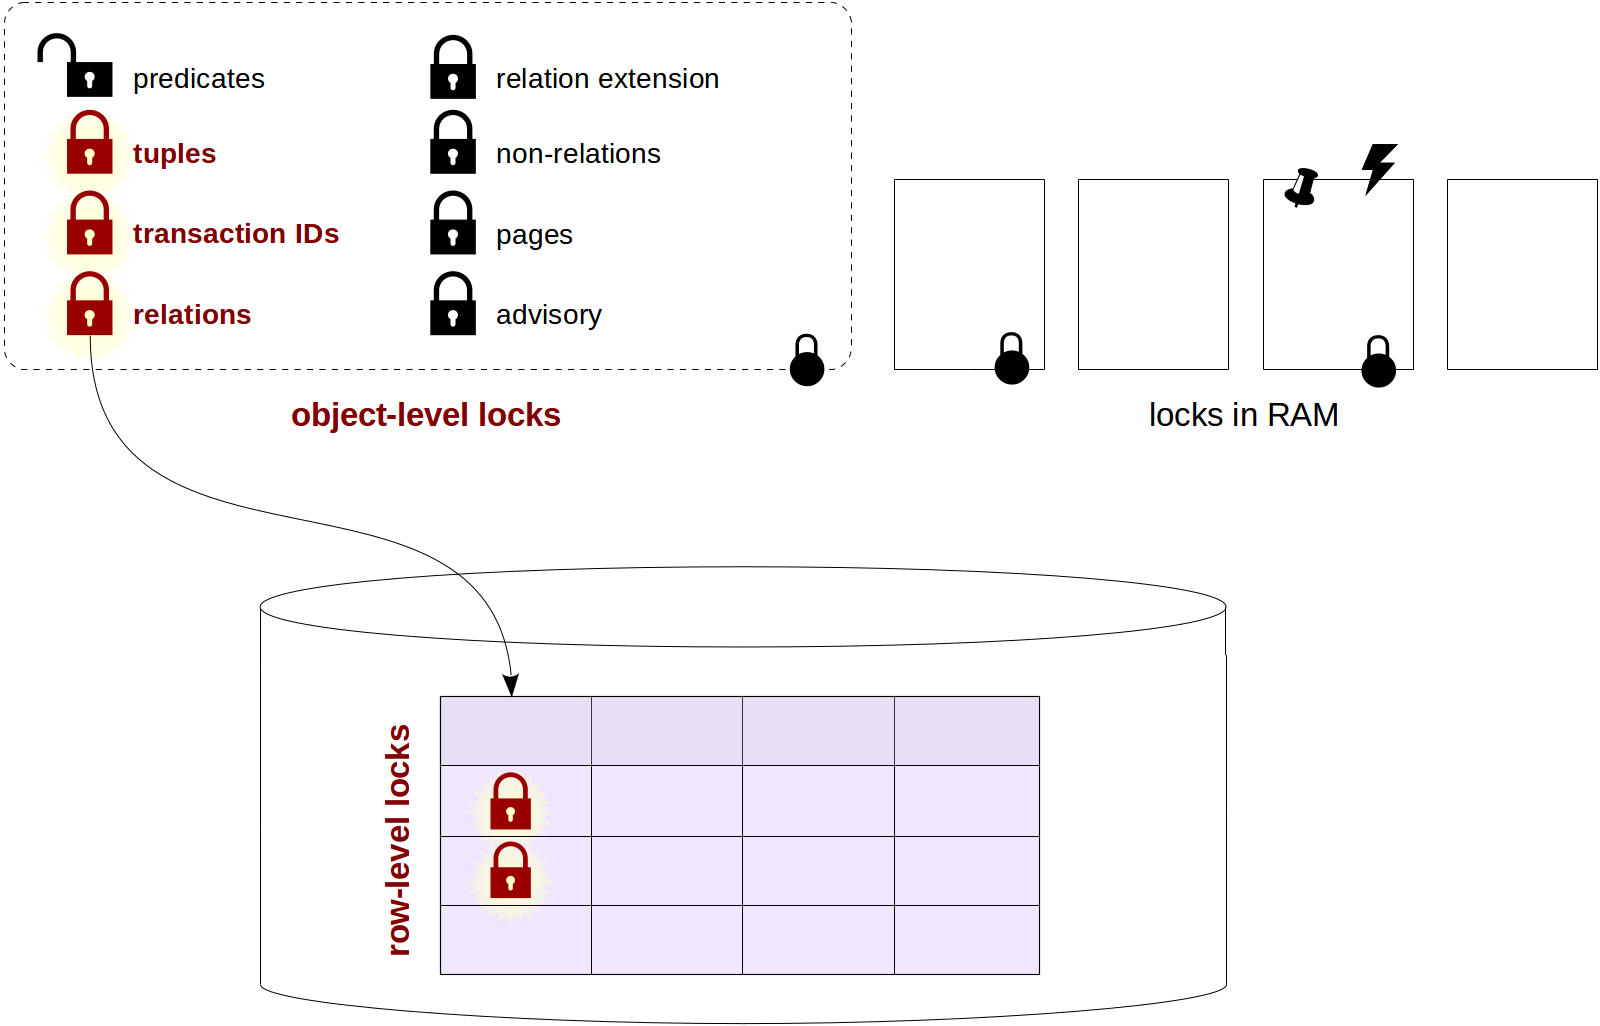 predicates
tuples
transaction IDs
relations
relation extension
non-relations
pages
advisory
object-level locks
locks in RAM
row-level locks